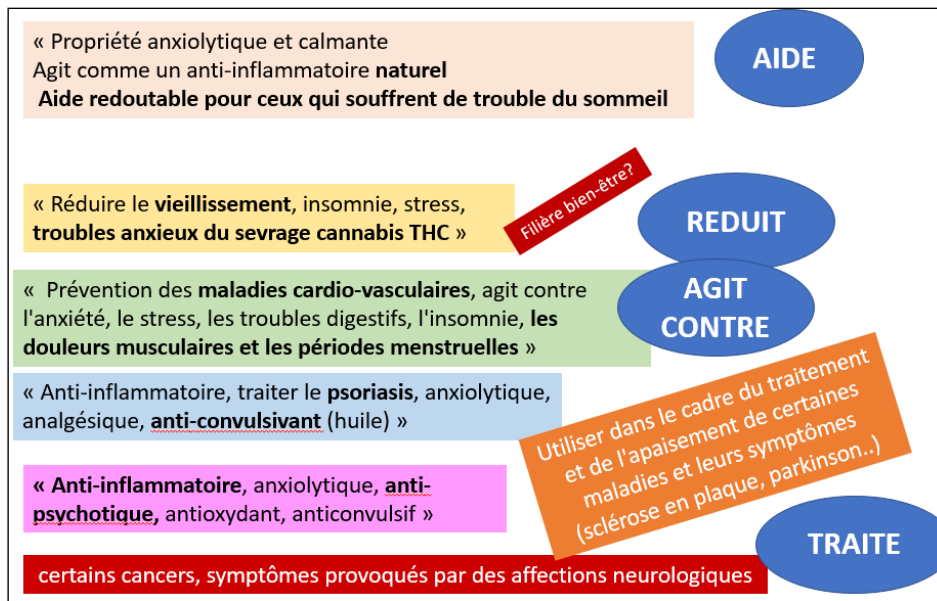 « Propriété anxiolytique et calmante
Agit comme un anti-inflammatoire naturel
Aide redoutable pour ceux qui souffrent de trouble du sommeil
AIDE
« Réduire le vieillissement, insomnie, stress,
troubles anxieux du sevrage cannabis THC »
Filière bien-être?
REDUIT
« Prévention des maladies cardio-vasculaires, agit contre
l'anxiété, le stress, les troubles digestifs, l'insomnie, les
douleurs musculaires et les périodes menstruelles »
AGIT
CONTRE
« Anti-inflammatoire, traiter le psoriasis, anxiolytique,
analgésique, anti-convulsivant (huile) »
Utiliser dans le cadre du traitement
et de l'apaisement de certaines
maladies et leurs symptômes
(sclérose en plaque, parkinson..)
« Anti-inflammatoire, anxiolytique, anti-
psychotique, antioxydant, anticonvulsif »
TRAITE
certains cancers, symptômes provoqués par des affections neurologiques